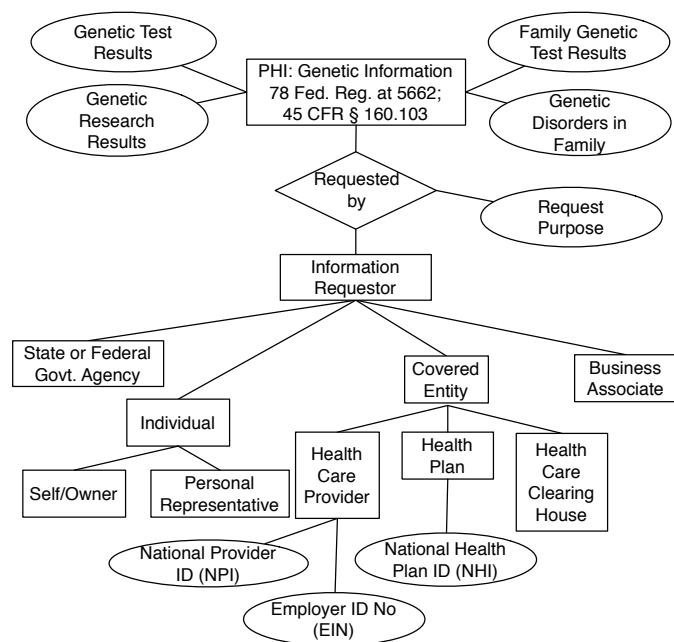 Genetic Test
Results
Family Genetic
Test Results
PHI: Genetic Information
78 Fed. Reg. at 5662;
45 CFR § 160.103
Genetic
Research
Results
Genetic
Disorders in
Family
Requested
by
Request
Purpose
Information
Requestor
State or Federal
Govt. Agency
Individual
Covered
Entity
Business
Associate
Self/Owner
Personal
Representative
Health
Care
Provider
Health
Plan
Health
Care
Clearing
House
National Provider
ID (NPI)
National Health
Plan ID (NHI)
Employer ID No
(EIN)